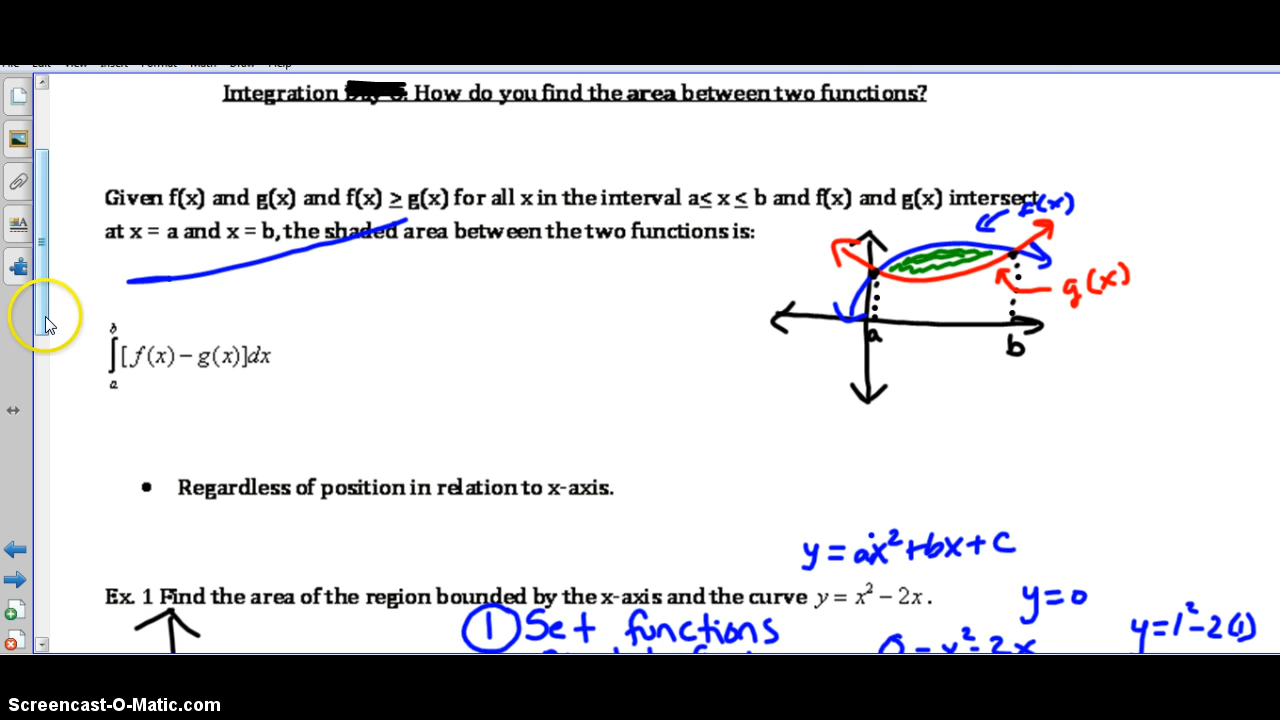 Integration : How do you find the area between two functions?
Given f(x) and g(x) and f(x) ≥ g(x) for all x in the interval a≤ x ≤ b and f(x) and g(x) intersect
at x = a and x = b, the shaded area between the two functions is:
f(x)
g(x)
a
b
b
∫[f(x) – g(x)]dx
a
• Regardless of position in relation to x-axis.
y = ax²+bx+c
Ex. 1 Find the area of the region bounded by the x-axis and the curve y = x² – 2x.
y=0
① Set functions
0 = x²-2x
y=1²-2(1)
Screencast-O-Matic.com